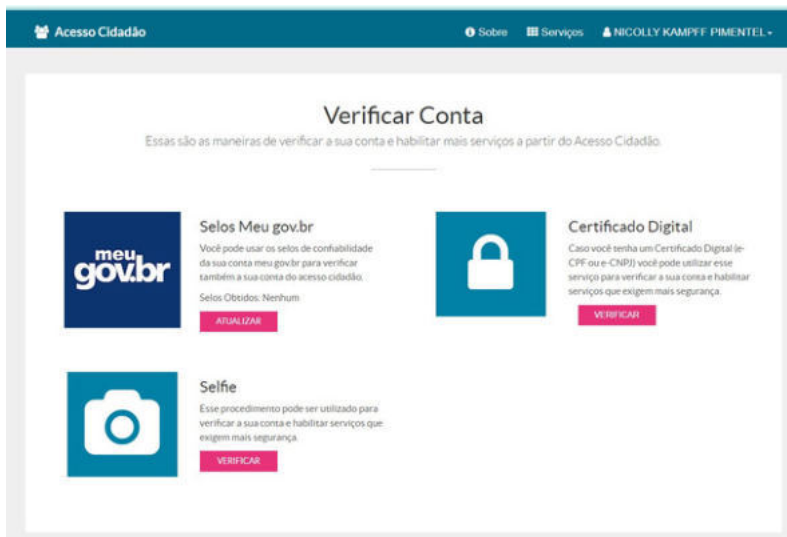 Acesso Cidadão
Sobre
Serviços
NICOLLY KAMPFF PIMENTEL
Verificar Conta
Essas são as maneiras de verificar a sua conta e habilitar mais serviços a partir do Acesso Cidadão.
meu
gov.br
Selos Meu gov.br
Você pode usar os selos de confiabilidade
da sua conta meu gov.br para verificar
também a sua conta do acesso cidadão.
Selos Obtidos: Nenhum
ATUALIZAR
Certificado Digital
Caso você tenha um Certificado Digital (e-
CPF ou e-CNPJ) você pode utilizar esse
serviço para verificar a sua conta e habilitar
serviços que exigem mais segurança.
VERIFICAR
Selfie
Esse procedimento pode ser utilizado para
verificar a sua conta e habilitar serviços que
exigem mais segurança.
VERIFICAR